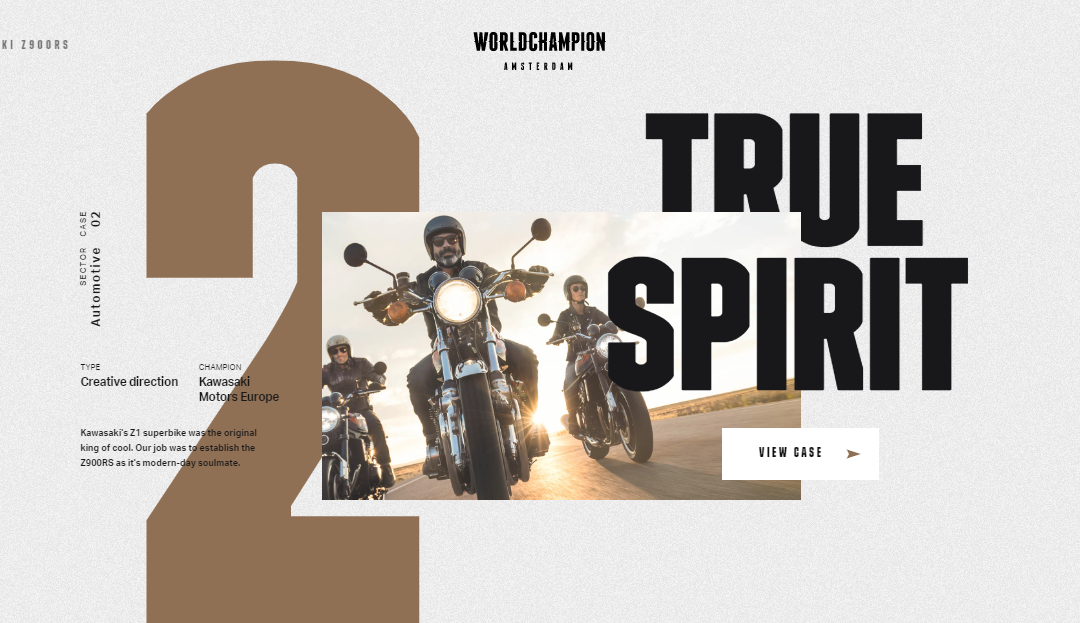 KI Z900RS
WORLDCHAMPION
AMSTERDAM
2
TRUE
SPIRIT
CASE
02
SECTOR
Automotive
TYPE
Creative direction
CHAMPION
Kawasaki
Motors Europe
Kawasaki's Z1 superbike was the original
king of cool. Our job was to establish the
Z900RS as it's modern-day soulmate.
VIEW CASE